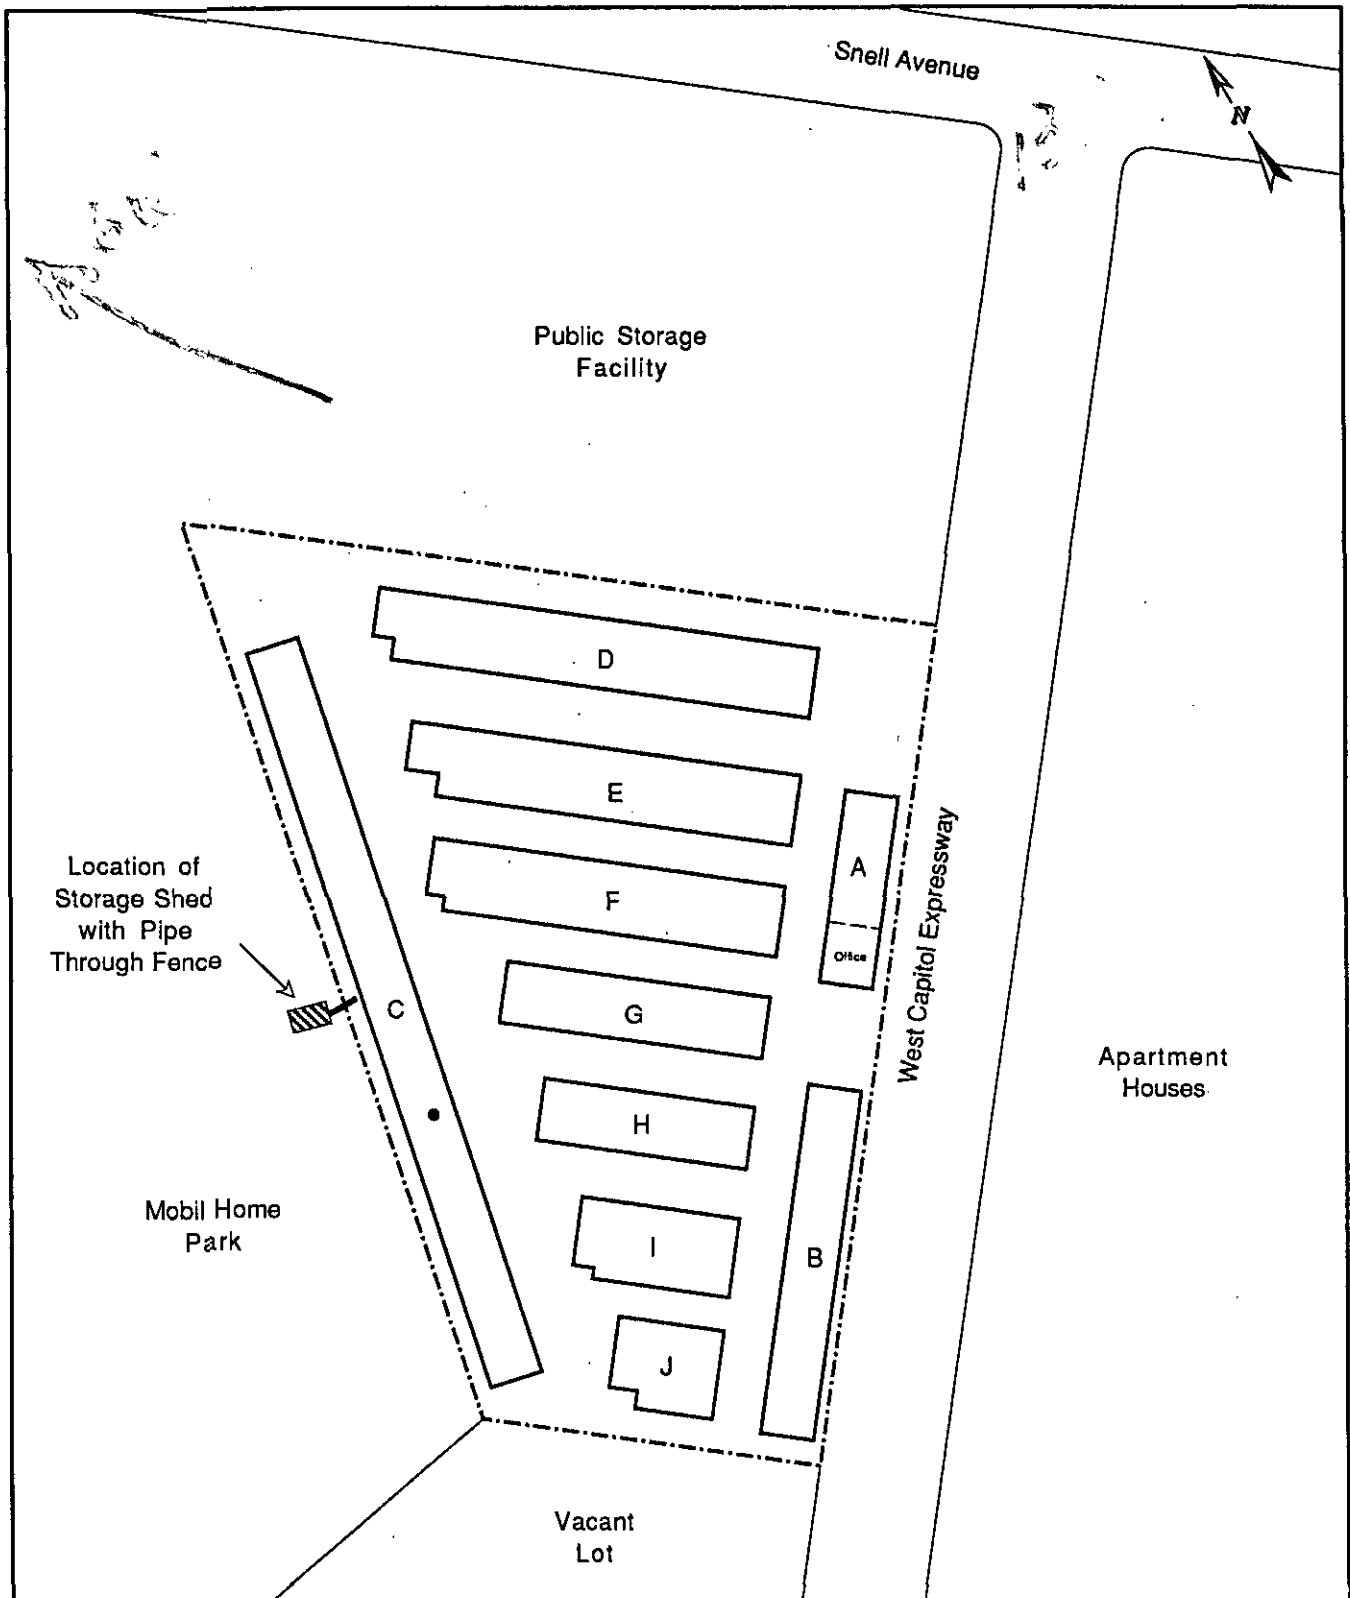 Snell Avenue
N
Public Storage
Facility
D
E
A
Location of
Storage Shed
with Pipe
Through Fence
F
Office
West Capitol Expressway
C
G
Apartment
Houses
H
Mobil Home
Park
I
B
J
Vacant
Lot